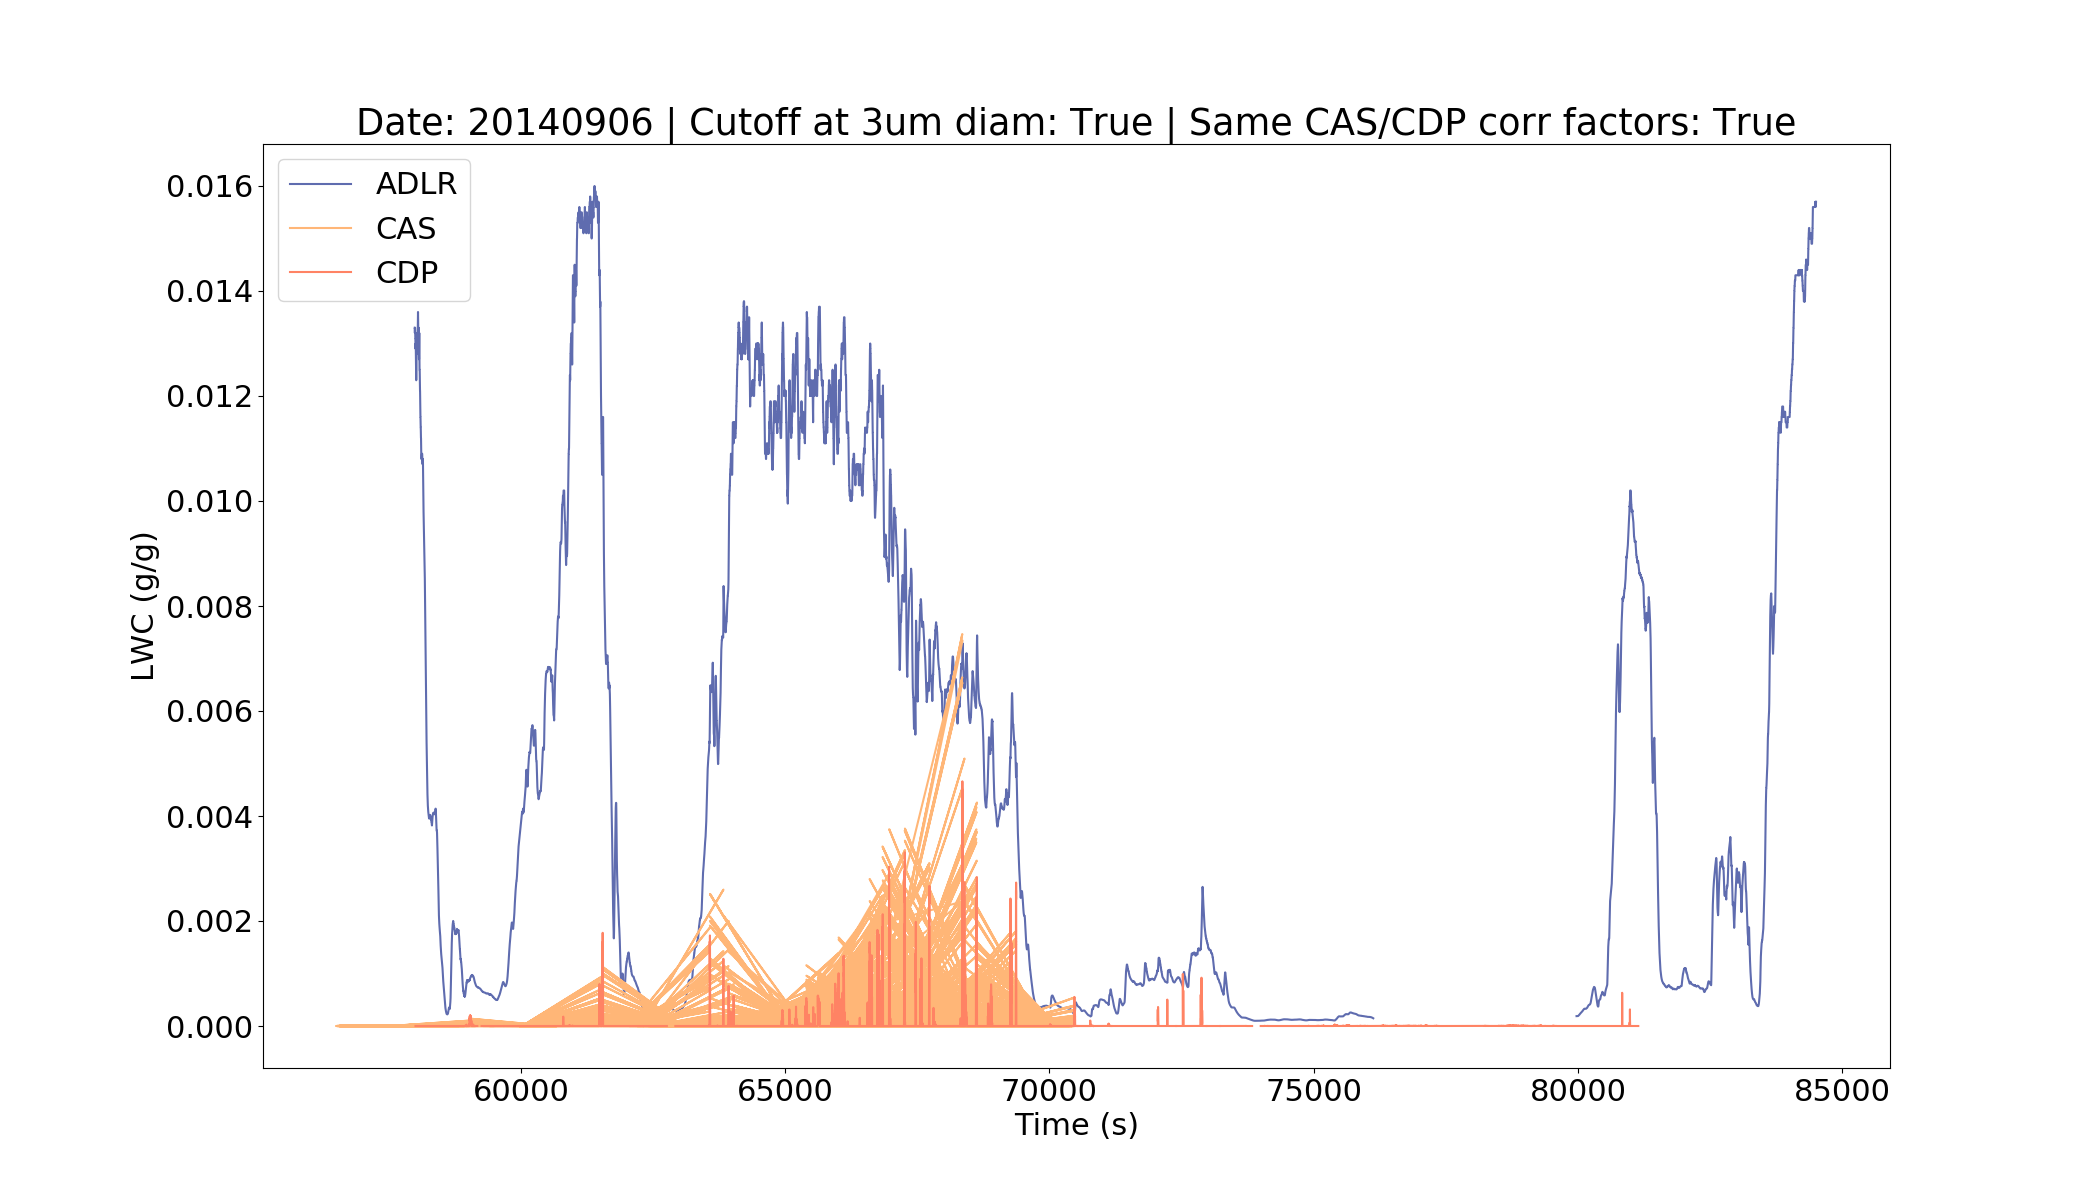 Date: 20140906 | Cutoff at 3um diam: True | Same CAS/CDP corr factors: True
ADLR
CAS
CDP
0.016
0.014
0.012
0.010
0.008
0.006
0.004
0.002
0.000
LWC (g/g)
60000 65000 70000 75000 80000 85000
Time (s)